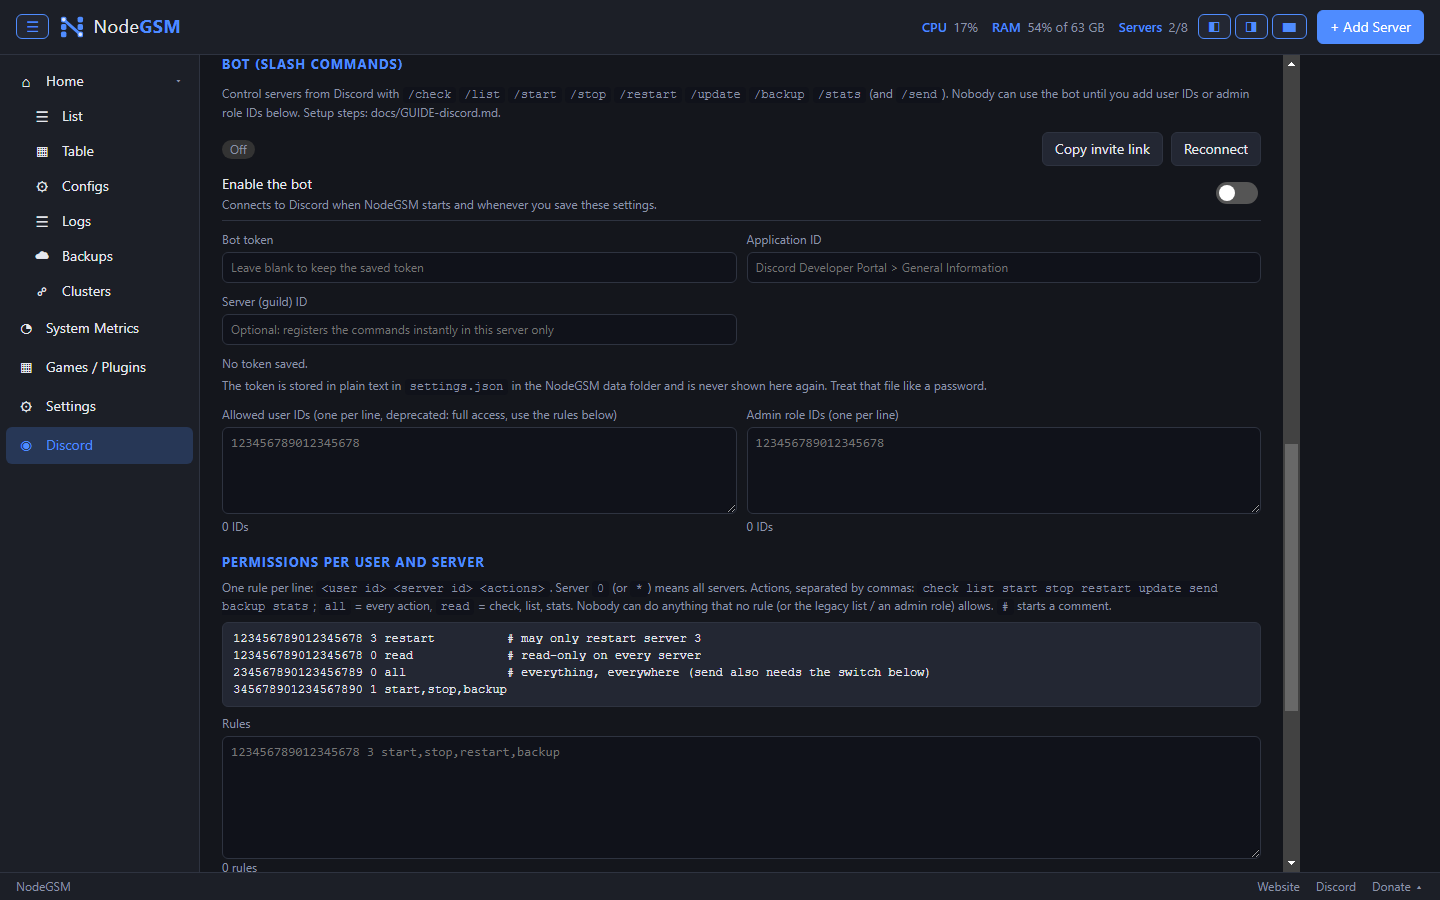 NodeGSM
CPU 17% RAM 54% of 63 GB Servers 2/8
+ Add Server
Home
List
Table
Configs
Logs
Backups
Clusters
System Metrics
Games / Plugins
Settings
Discord
BOT (SLASH COMMANDS)
Control servers from Discord with /check /list /start /stop /restart /update /backup /stats (and /send ). Nobody can use the bot until you add user IDs or admin
role IDs below. Setup steps: docs/GUIDE-discord.md.
Off
Copy invite link
Reconnect
Enable the bot
Connects to Discord when NodeGSM starts and whenever you save these settings.
Bot token
Leave blank to keep the saved token
Application ID
Discord Developer Portal > General Information
Server (guild) ID
Optional: registers the commands instantly in this server only
No token saved.
The token is stored in plain text in settings.json in the NodeGSM data folder and is never shown here again. Treat that file like a password.
Allowed user IDs (one per line, deprecated: full access, use the rules below)
123456789012345678
0 IDs
Admin role IDs (one per line)
123456789012345678
0 IDs
PERMISSIONS PER USER AND SERVER
One rule per line: <user id> <server id> <actions> . Server 0 (or * ) means all servers. Actions, separated by commas: check list start stop restart update send
backup stats ; all = every action, read = check, list, stats. Nobody can do anything that no rule (or the legacy list / an admin role) allows. # starts a comment.
123456789012345678 3 restart # may only restart server 3
123456789012345678 0 read # read-only on every server
234567890123456789 0 all # everything, everywhere (send also needs the switch below)
345678901234567890 1 start,stop,backup
Rules
123456789012345678 3 start,stop,restart,backup
0 rules
NodeGSM
Website Discord Donate